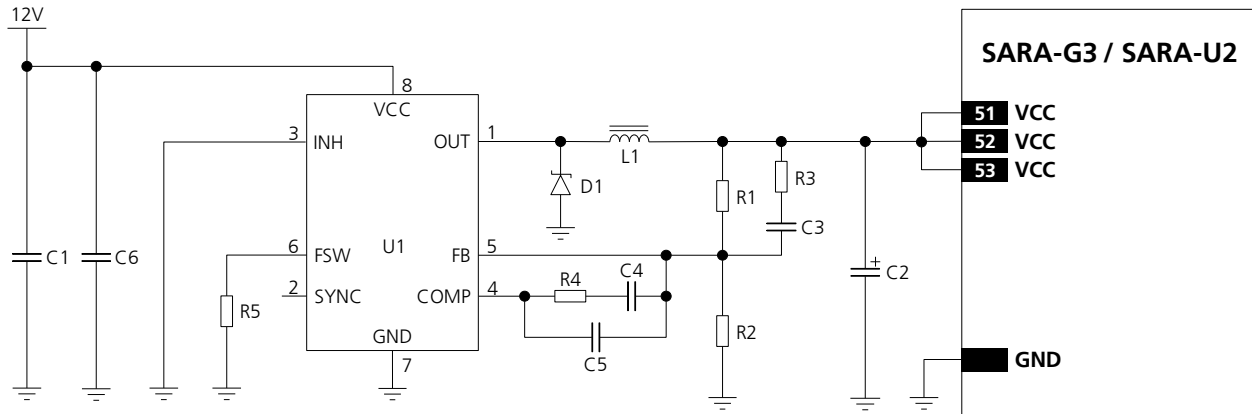 12V
SARA-G3 / SARA-U2
8
VCC
51 VCC
3 INH
OUT 1
52 VCC
L1
53 VCC
R3
D1
R1
C3
C1
C6
6 FSW
U1
FB 5
C2
+
C4
R4
2 SYNC
COMP 4
R5
R2
GND
C5
7
GND